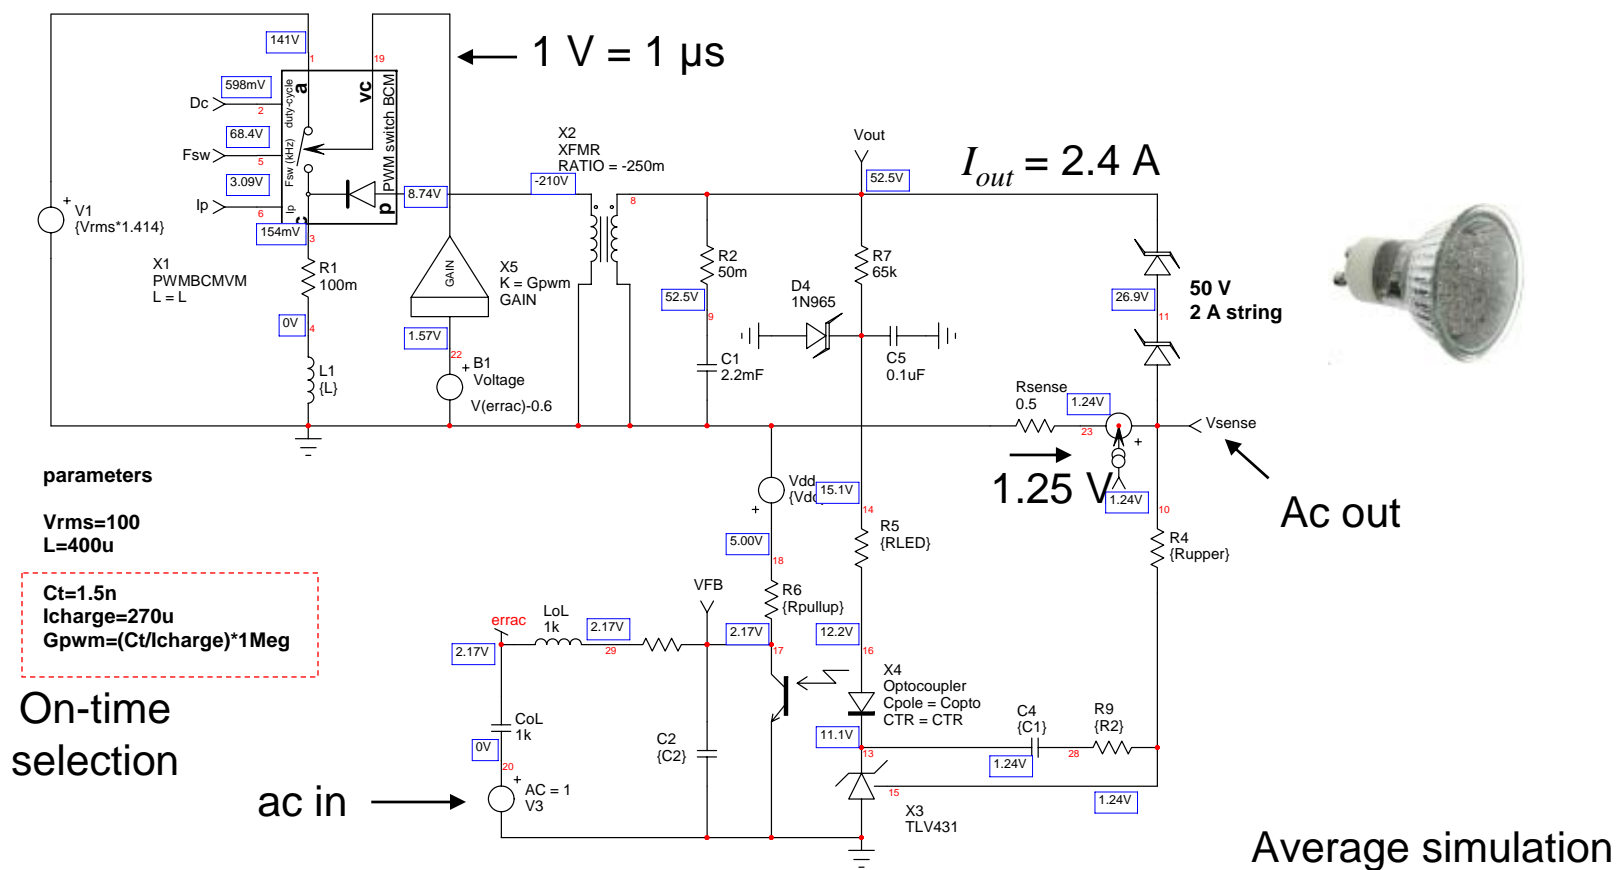 1 V = 1 µs
141V
1
19
a
vc
duty-cycle
PWM switch BCM
598mV
Dc
2
68.4V
Fsw
5
Fsw (kHz)
3.09V
Ip
6
Ip
c
p
154mV
3
8.74V
V1
{Vrms*1.414}
+
X1
PWMBCMVM
L = L
R1
100m
0V
4
L1
{L}
GAIN
X5
K = Gpwm
GAIN
1.57V
22
+
B1
Voltage
V(errac)-0.6
X2
XFMR
RATIO = -250m
-210V
8
R2
50m
52.5V
9
C1
2.2mF
Vout
52.5V
I out = 2.4 A
R7
65k
D4
1N965
C5
0.1uF
26.9V
11
50 V
2 A string
Rsense
0.5
1.24V
23
+
Vsense
1.25 V
1.24V
10
Ac out
R4
{Rupper}
parameters
Vrms=100
L=400u
Ct=1.5n
Icharge=270u
Gpwm=(Ct/Icharge)*1Meg
On-time
selection
Vdd
15.1V
14
+
5.00V
18
R5
{RLED}
R6
{Rpullup}
VFB
errac
LoL
1k
2.17V
2.17V
29
2.17V
17
12.2V
16
X4
Optocoupler
Cpole = Copto
CTR = CTR
CoL
1k
0V
20
+
AC = 1
V3
ac in
C2
{C2}
11.1V
13
C4
{C1}
R9
{R2}
1.24V
28
15
1.24V
X3
TLV431
Average simulation